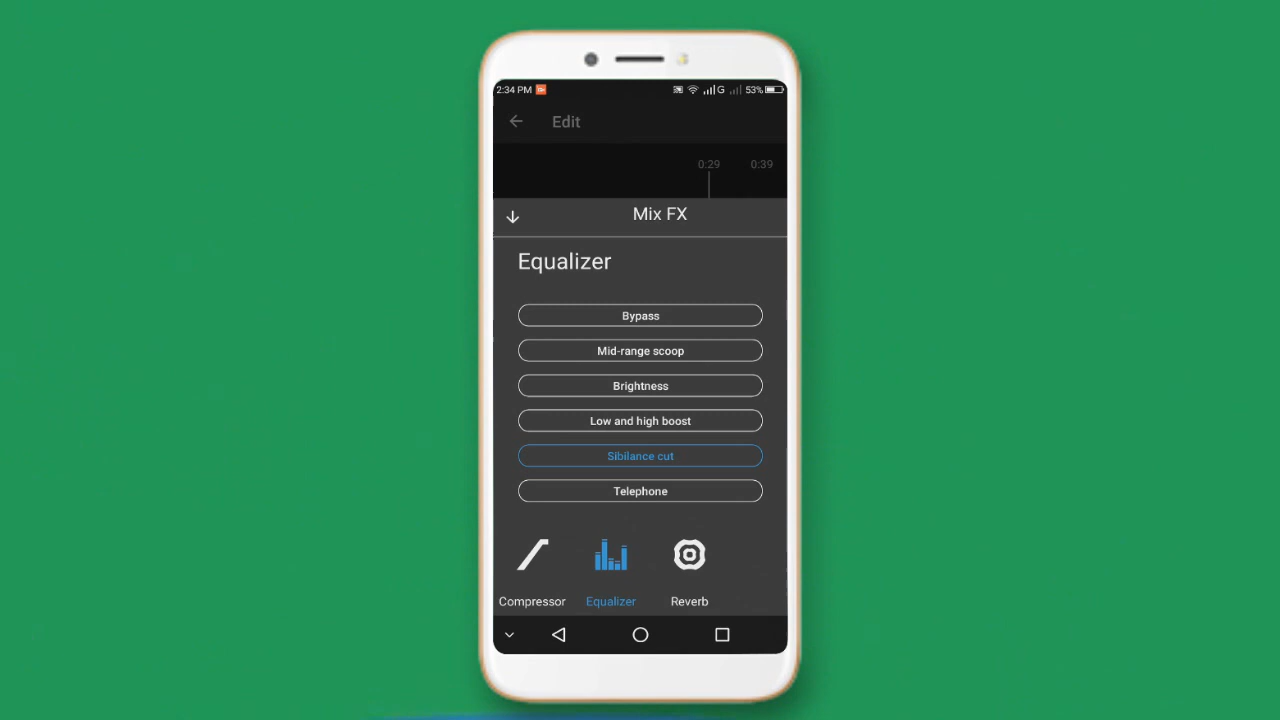 2:34 PM
G 53%
Edit
0:29 0:39
Mix FX
Equalizer
Bypass
Mid-range scoop
Brightness
Low and high boost
Sibilance cut
Telephone
Compressor Equalizer Reverb